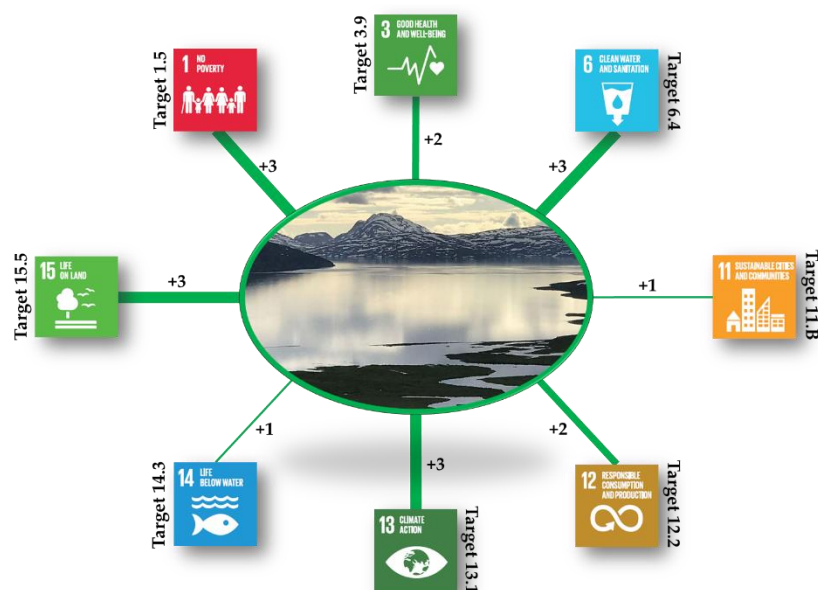 Target 1.5
1 NO
POVERTY
+3
Target 3.9
3 GOOD HEALTH
AND WELL-BEING
+2
6 CLEAN WATER
AND SANITATION
Target 6.4
+3
Target 15.5
15 LIFE
ON LAND
+3
11 SUSTAINABLE CITIES
AND COMMUNITIES
Target 11.B
+1
Target 14.3
14 LIFE
BELOW WATER
+1
13 CLIMATE
ACTION
Target 13.1
+3
12 RESPONSIBLE
CONSUMPTION
AND PRODUCTION
Target 12.2
+2